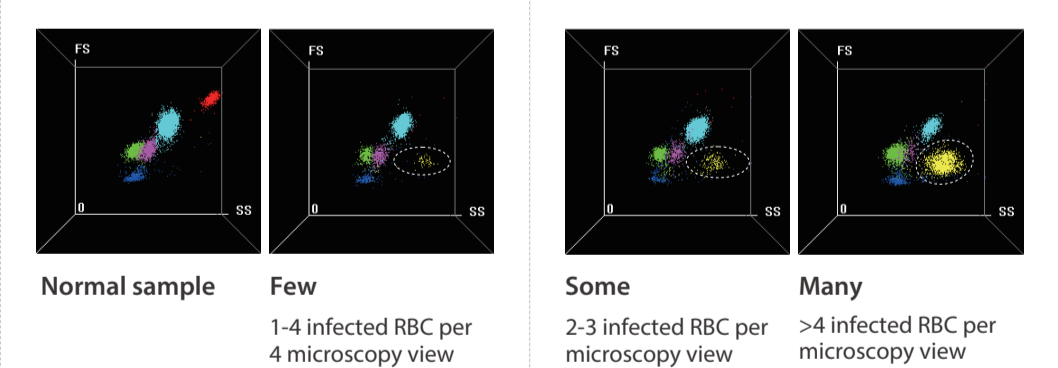 FS
0
SS
Normal sample
FS
0
SS
Few
1-4 infected RBC per
4 microscopy view
FS
0
SS
Some
2-3 infected RBC per
microscopy view
FS
0
SS
Many
>4 infected RBC per
microscopy view